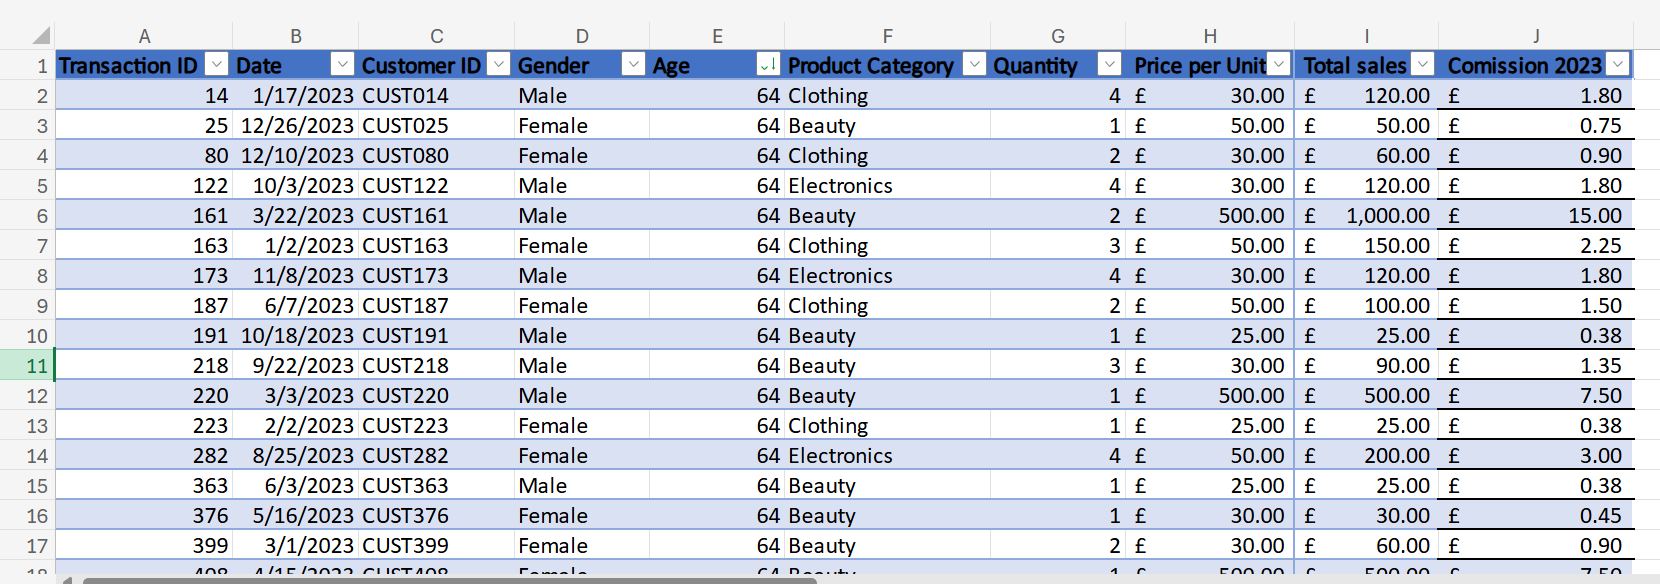 A B C D E F G H I J
1 Transaction ID Date Customer ID Gender Age Product Category Quantity Price per Unit Total sales Comission 2023
2 14 1/17/2023 CUST014 Male 64 Clothing 4 £ 30.00 £ 120.00 £ 1.80
3 25 12/26/2023 CUST025 Female 64 Beauty 1 £ 50.00 £ 50.00 £ 0.75
4 80 12/10/2023 CUST080 Female 64 Clothing 2 £ 30.00 £ 60.00 £ 0.90
5 122 10/3/2023 CUST122 Male 64 Electronics 4 £ 30.00 £ 120.00 £ 1.80
6 161 3/22/2023 CUST161 Male 64 Beauty 2 £ 500.00 £ 1,000.00 £ 15.00
7 163 1/2/2023 CUST163 Female 64 Clothing 3 £ 50.00 £ 150.00 £ 2.25
8 173 11/8/2023 CUST173 Male 64 Electronics 4 £ 30.00 £ 120.00 £ 1.80
9 187 6/7/2023 CUST187 Female 64 Clothing 2 £ 50.00 £ 100.00 £ 1.50
10 191 10/18/2023 CUST191 Male 64 Beauty 1 £ 25.00 £ 25.00 £ 0.38
11 218 9/22/2023 CUST218 Male 64 Beauty 3 £ 30.00 £ 90.00 £ 1.35
12 220 3/3/2023 CUST220 Male 64 Beauty 1 £ 500.00 £ 500.00 £ 7.50
13 223 2/2/2023 CUST223 Female 64 Clothing 1 £ 25.00 £ 25.00 £ 0.38
14 282 8/25/2023 CUST282 Female 64 Electronics 4 £ 50.00 £ 200.00 £ 3.00
15 363 6/3/2023 CUST363 Male 64 Beauty 1 £ 25.00 £ 25.00 £ 0.38
16 376 5/16/2023 CUST376 Female 64 Beauty 1 £ 30.00 £ 30.00 £ 0.45
17 399 3/1/2023 CUST399 Female 64 Beauty 2 £ 30.00 £ 60.00 £ 0.90